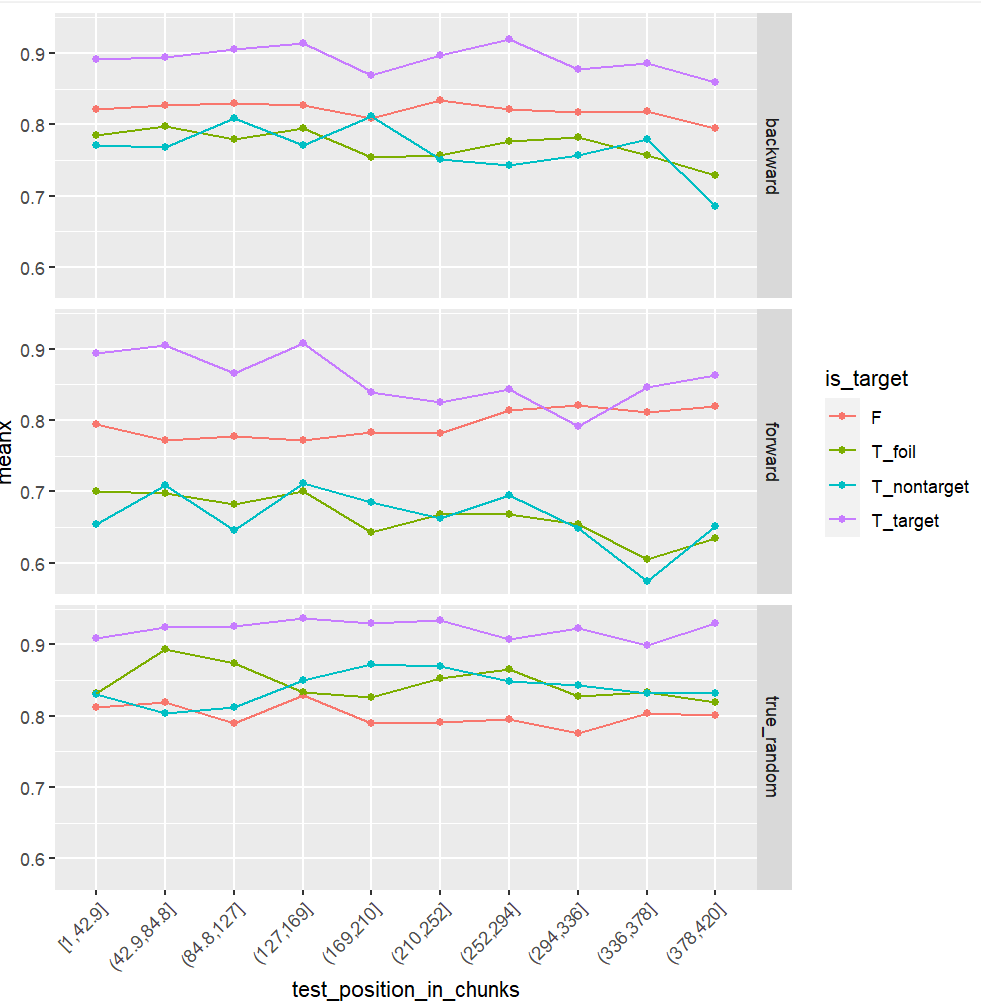 0.9
0.8
0.7
0.6
backward
0.9
0.8
0.7
0.6
forward
0.9
0.8
0.7
0.6
true_random
meanx
[1,42.9]
(42.9,84.8]
(84.8,127]
(127,169]
(169,210]
(210,252]
(252,294]
(294,336]
(336,378]
(378,420]
test_position_in_chunks
is_target
F
T_foil
T_nontarget
T_target